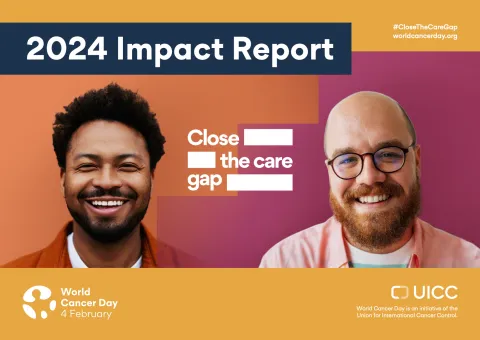 #CloseTheCareGap
worldcancerday.org
2024 Impact Report
Close
the care
gap
World
Cancer Day
4 February
UICC
World Cancer Day is an initiative of the
Union for International Cancer Control.